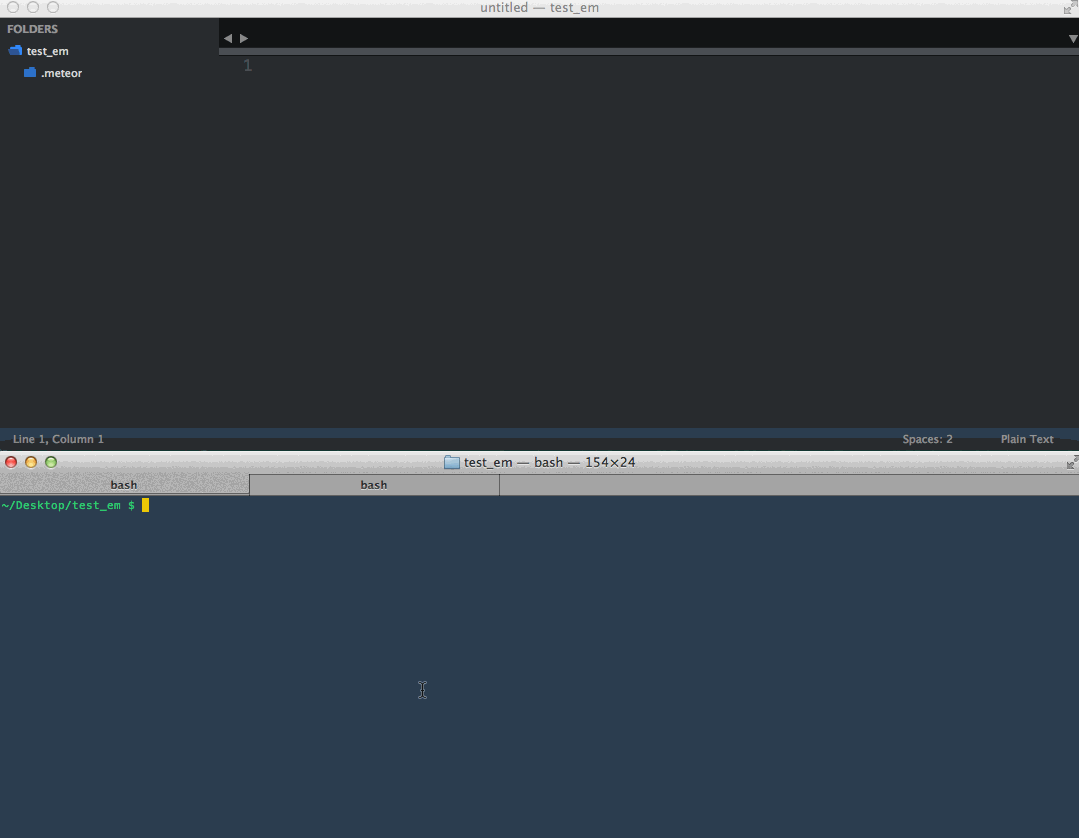 untitled — test_em
FOLDERS
test_em
.meteor
1
Line 1, Column 1
Spaces: 2
Plain Text
test_em — bash — 154×24
bash
bash
~/Desktop/test_em $